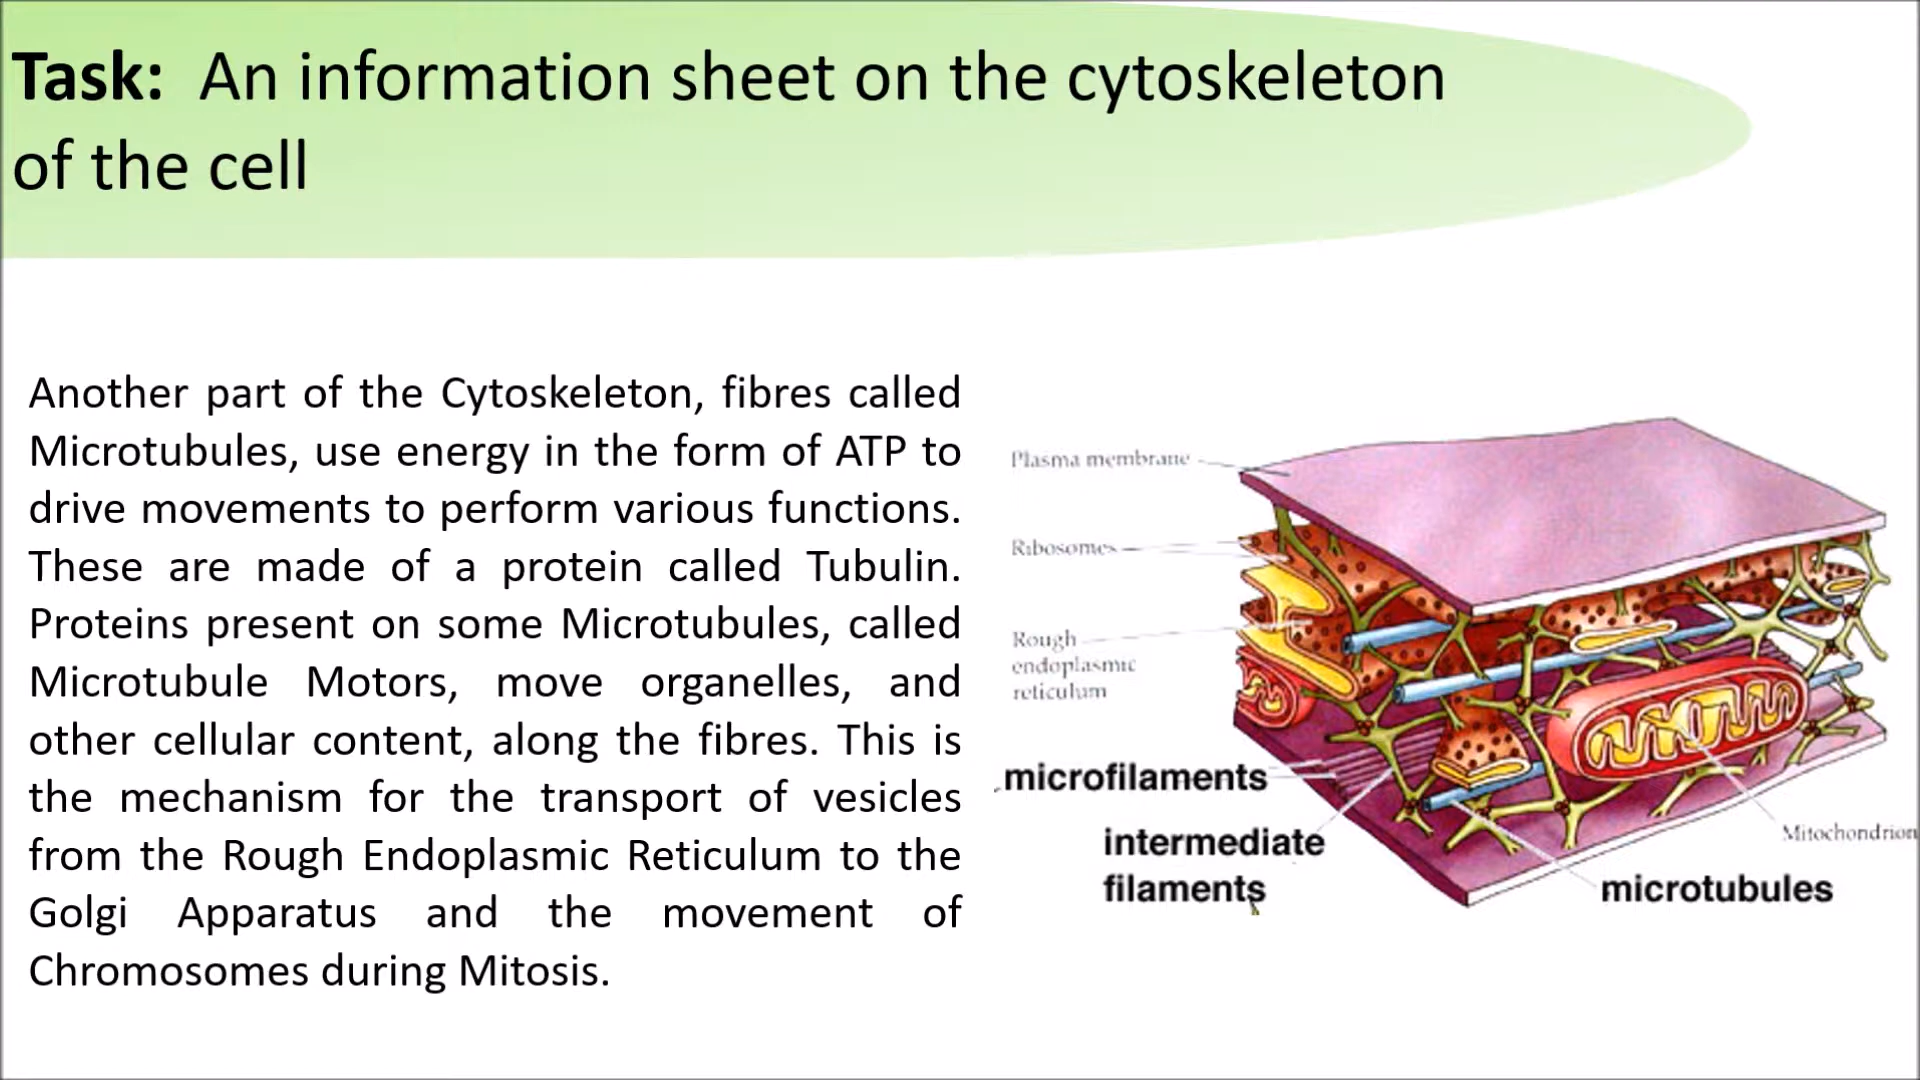 Task: An information sheet on the cytoskeleton
of the cell
Another part of the Cytoskeleton, fibres called
Microtubules, use energy in the form of ATP to
drive movements to perform various functions.
These are made of a protein called Tubulin.
Proteins present on some Microtubules, called
Microtubule Motors, move organelles, and
other cellular content, along the fibres. This is
the mechanism for the transport of vesicles
from the Rough Endoplasmic Reticulum to the
Golgi Apparatus and the movement of
Chromosomes during Mitosis.
Plasma membrane
Ribosomes
Rough
endoplasmic
reticulum
microfilaments
intermediate
filaments
Mitochondrion
microtubules